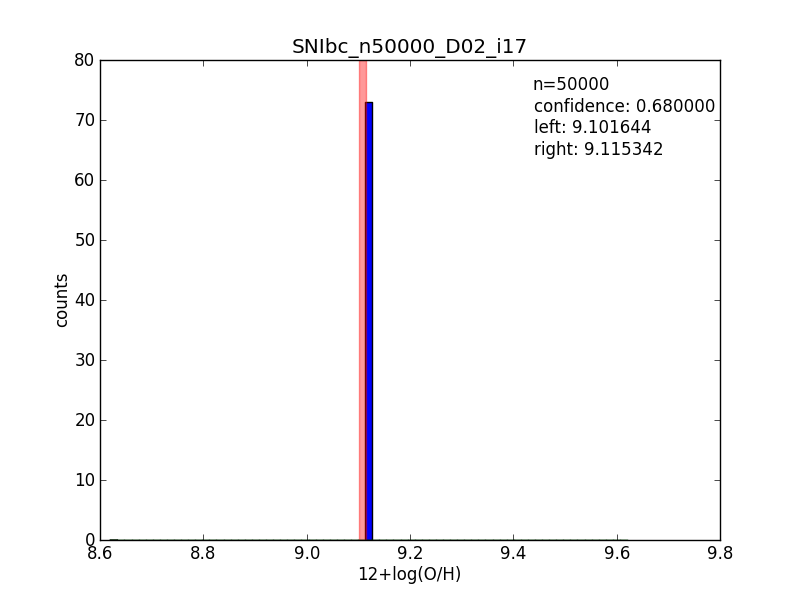 SNIbc_n50000_D02_i17
n=50000
confidence: 0.680000
left: 9.101644
right: 9.115342
80
70
60
50
40
30
20
10
0
counts
8.6 8.8 9.0 9.2 9.4 9.6 9.8
12+log(O/H)